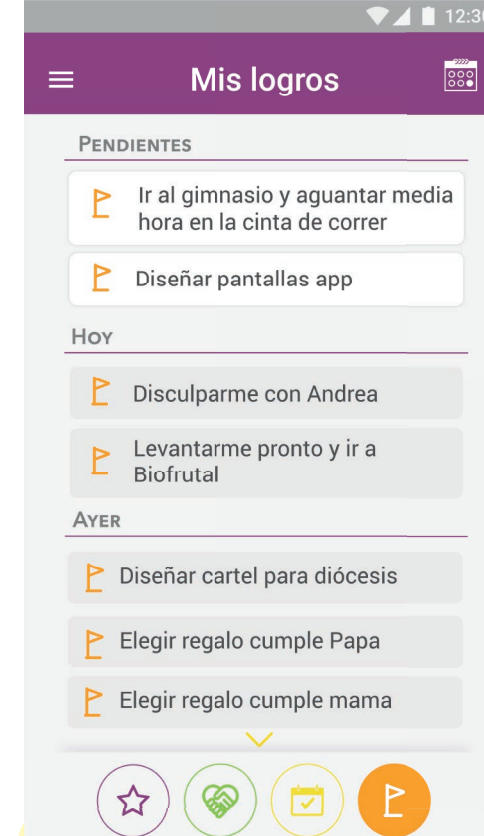 12:30
Mis logros
PENDIENTES
Ir al gimnasio y aguantar media
hora en la cinta de correr
Diseñar pantallas app
HOY
Disculparme con Andrea
Levantarme pronto y ir a
Biofrutal
AYER
Diseñar cartel para diócesis
Elegir regalo cumple Papa
Elegir regalo cumple mama